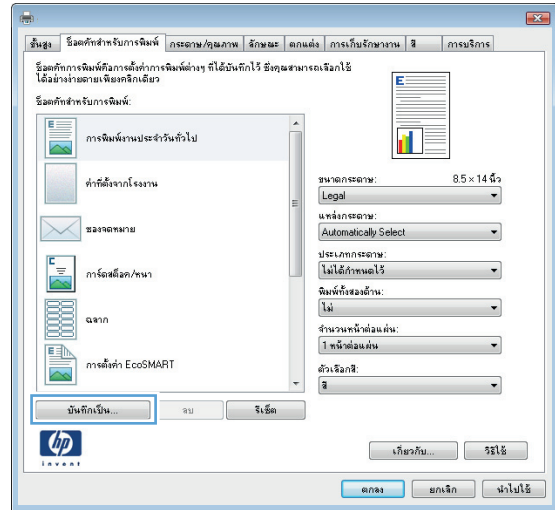 ขั้นสูง ช็อตคัทสำหรับการพิมพ์ กระดาษ/คุณภาพ ลักษณะ ตกแต่ง การเก็บรักษางาน สี การบริการ
ช็อตคัทการพิมพ์คือการตั้งค่าการพิมพ์ต่างๆ ที่ได้บันทึกไว้ ซึ่งคุณสามารถเลือกใช้
ได้อย่างง่ายดายเพียงคลิกเดียว
ช็อตคัทสำหรับการพิมพ์:
การพิมพ์งานประจำวันทั่วไป
ค่าที่ตั้งจากโรงงาน
ซองจดหมาย
การ์ดสต็อค/หนา
ฉลาก
การตั้งค่า EcoSMART
บันทึกเป็น...
ลบ
รีเซ็ต
ขนาดกระดาษ: 8.5 × 14 นิ้ว
Legal
แหล่งกระดาษ:
Automatically Select
ประเภทกระดาษ:
ไม่ได้กำหนดไว้
พิมพ์ทั้งสองด้าน:
ไม่
จำนวนหน้าต่อแผ่น:
1 หน้าต่อแผ่น
ตัวเลือกสี:
สี
hp
invent
เกี่ยวกับ...
วิธีใช้
ตกลง
ยกเลิก
นำไปใช้